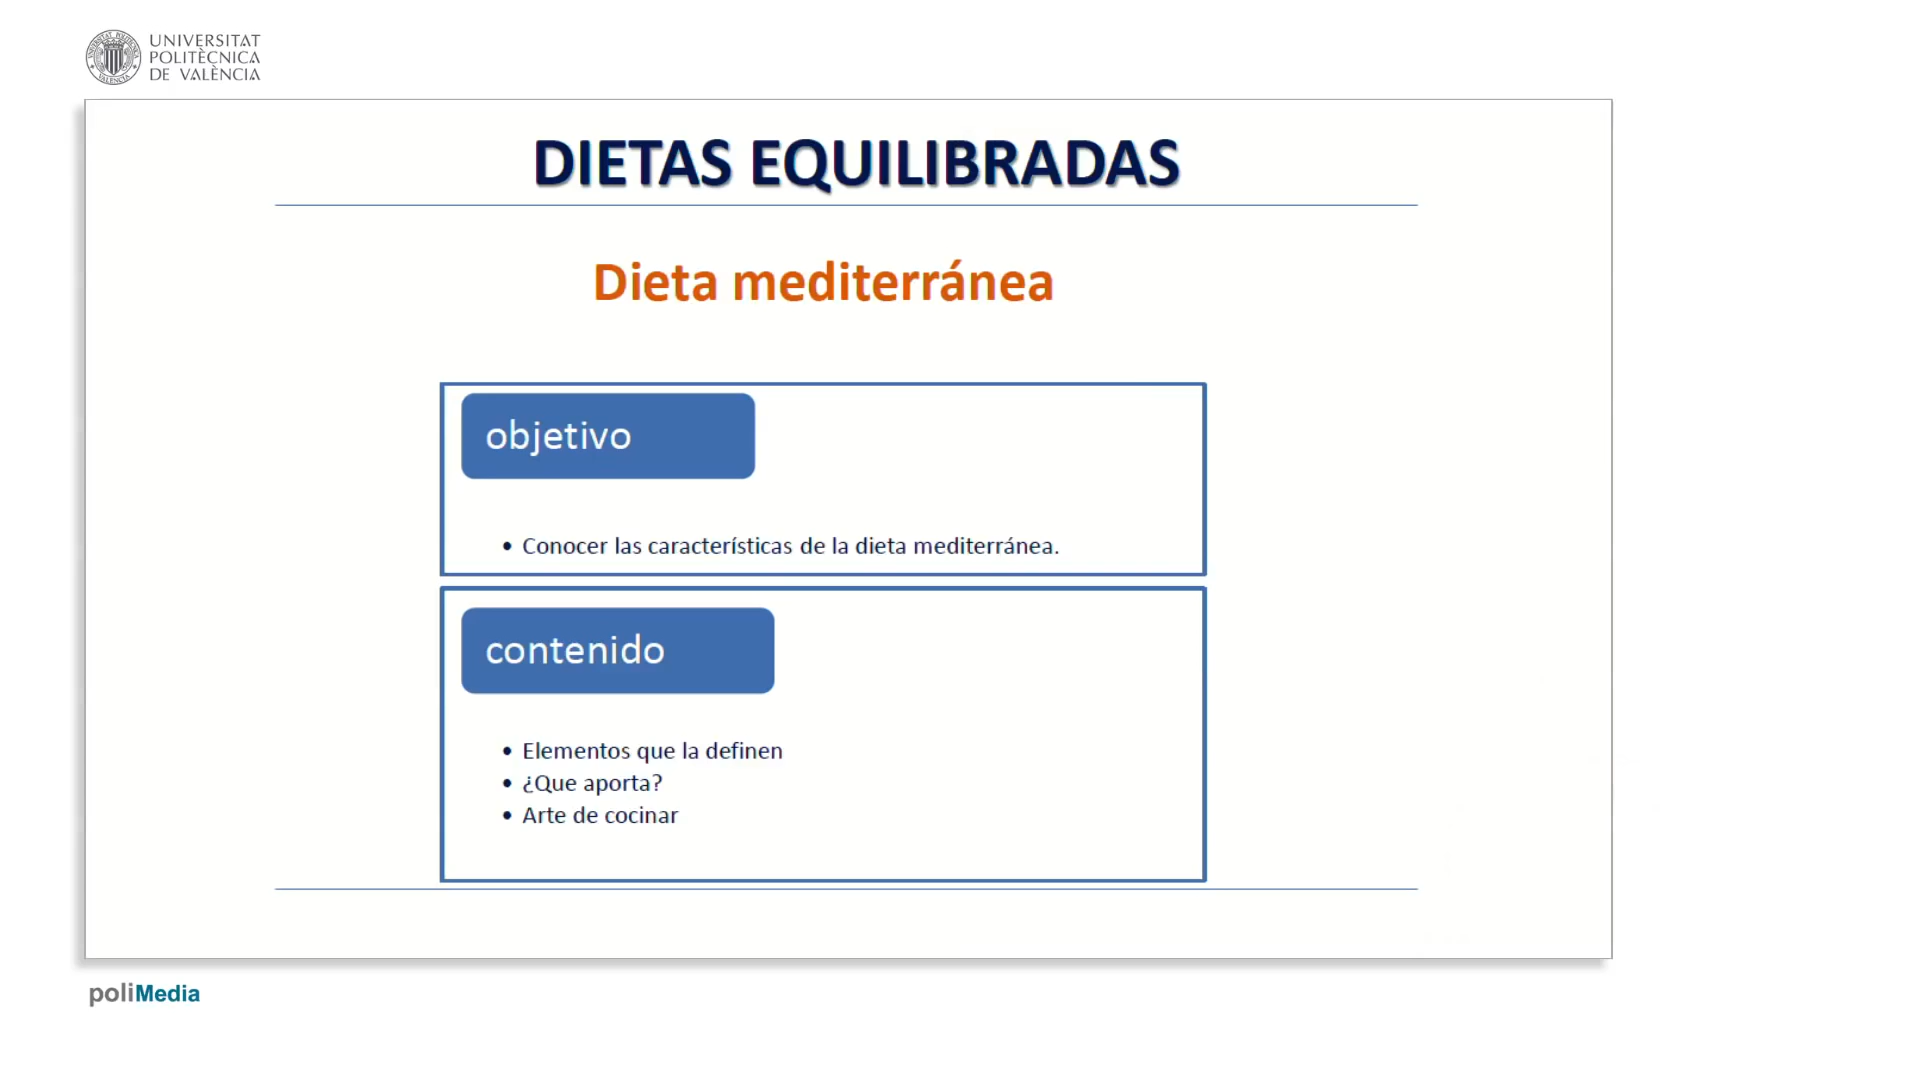 UNIVERSITAT
POLITÈCNICA
DE VALÈNCIA
DIETAS EQUILIBRADAS
Dieta mediterránea
objetivo
• Conocer las características de la dieta mediterránea.
contenido
• Elementos que la definen
• ¿Que aporta?
• Arte de cocinar
poliMedia